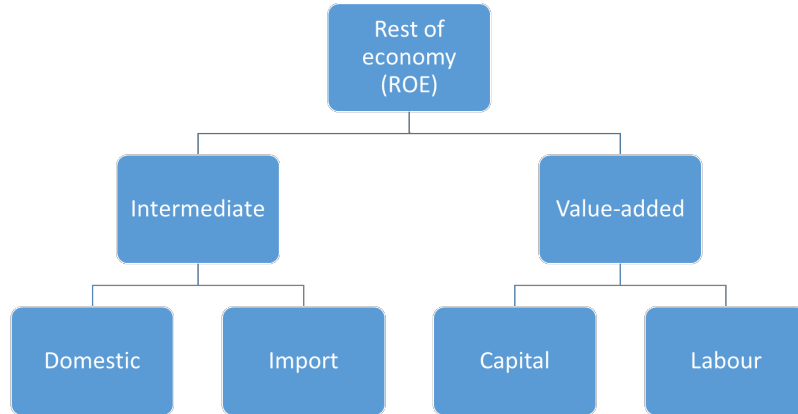 Rest of
economy
(ROE)
Intermediate
Value-added
Domestic
Import
Capital
Labour